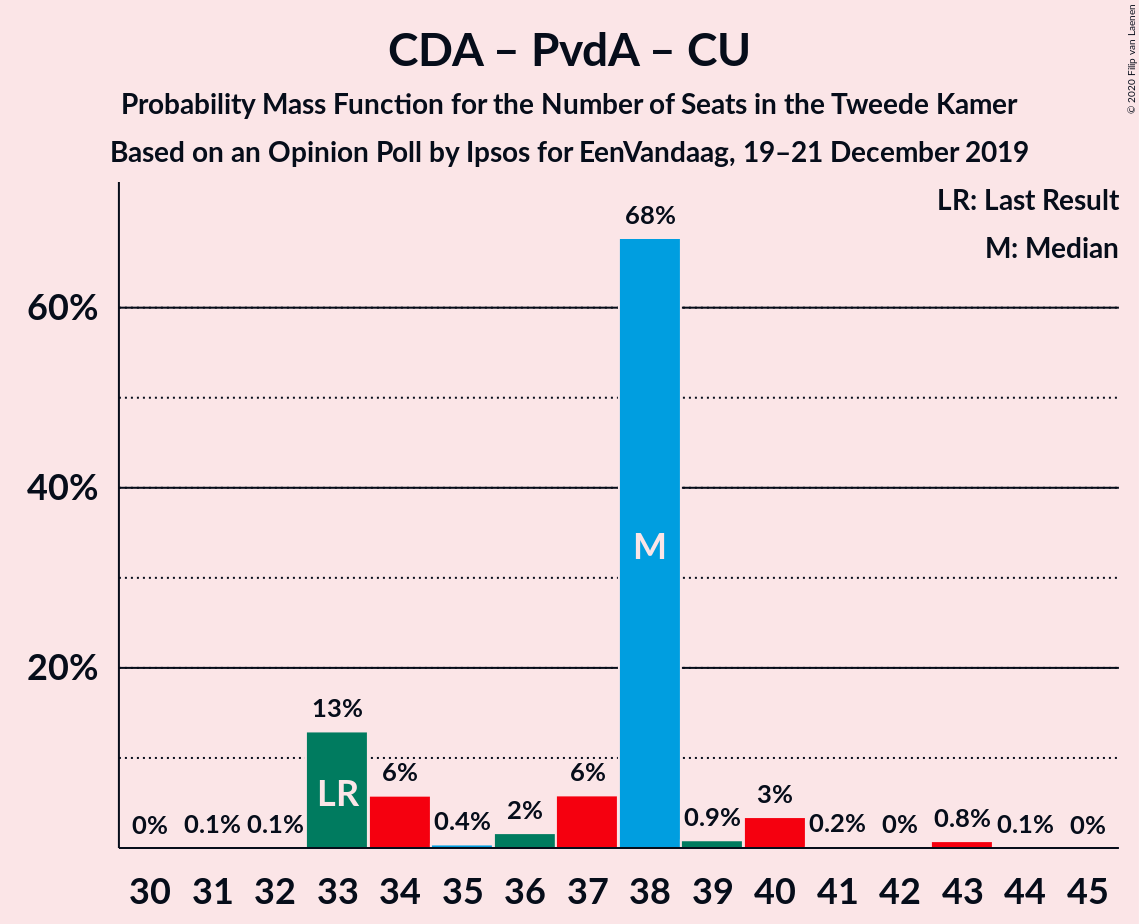 CDA – PvdA – CU
Probability Mass Function for the Number of Seats in the Tweede Kamer
Based on an Opinion Poll by Ipsos for EenVandaag, 19–21 December 2019
© 2020 Filip van Laenen
LR: Last Result
M: Median
68%
60%
M
40%
20%
13%
LR
0% 0.1% 0.1% 6% 0.4% 2% 6% 0.9% 3% 0.2% 0% 0.8% 0.1% 0%
30 31 32 33 34 35 36 37 38 39 40 41 42 43 44 45